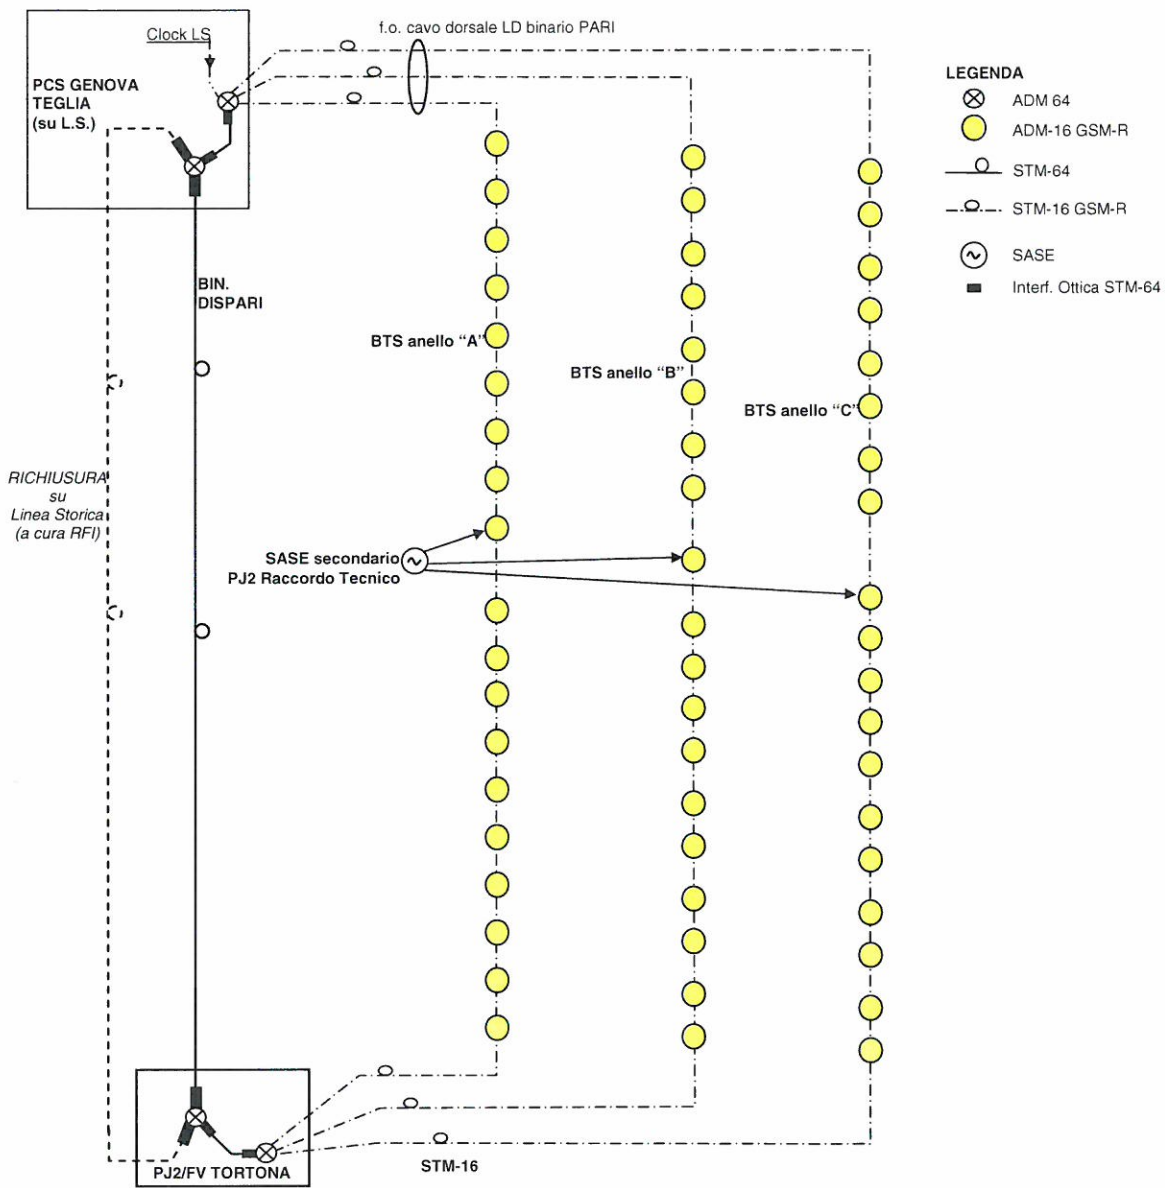 f.o. cavo dorsale LD binario PARI
Clock LS
PCS GENOVA
TEGLIA
(su L.S.)
LEGENDA
ADM 64
ADM-16 GSM-R
STM-64
STM-16 GSM-R
SASE
Interf. Ottica STM-64
BIN.
DISPARI
BTS anello “A”
BTS anello “B”
BTS anello “C”
RICHIUSURA
su
Linea Storica
(a cura RFI)
SASE secondario
PJ2 Raccordo Tecnico
PJ2/FV TORTONA
STM-16